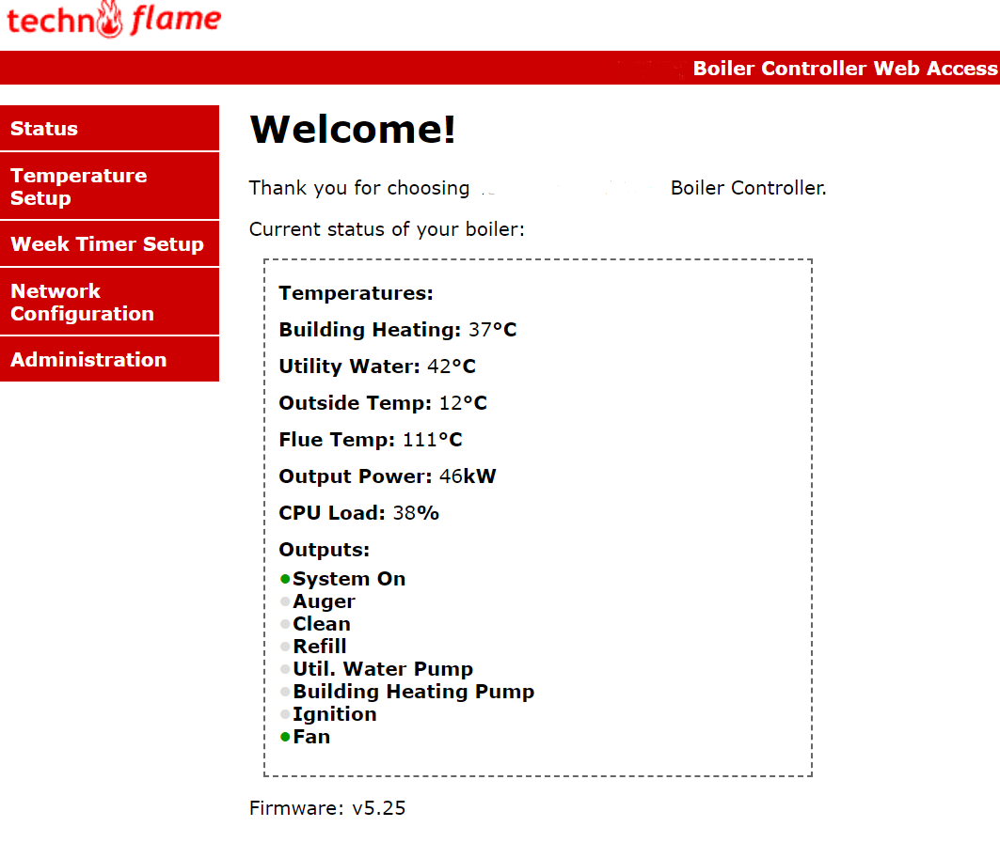 techn flame
Boiler Controller Web Access
Status
Temperature
Setup
Week Timer Setup
Network
Configuration
Administration
Welcome!
Thank you for choosing Boiler Controller.
Current status of your boiler:
Temperatures:
Building Heating: 37°C
Utility Water: 42°C
Outside Temp: 12°C
Flue Temp: 111°C
Output Power: 46kW
CPU Load: 38%
Outputs:
System On
Auger
Clean
Refill
Util. Water Pump
Building Heating Pump
Ignition
Fan
Firmware: v5.25